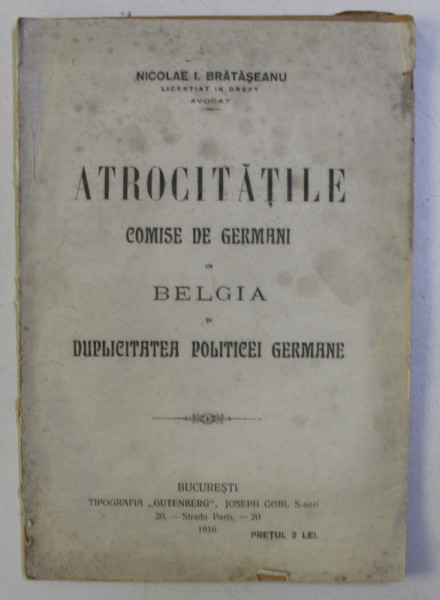 NICOLAE I. BRĂTĂȘEANU
LICENȚIAT IN DREPT
AVOCAT
ATROCITĂȚILE
COMISE DE GERMANI
IN
BELGIA
ȘI
DUPLICITATEA POLITICEI GERMANE
BUCUREȘTI
TIPOGRAFIA „GUTENBERG", JOSEPH GÖBL S-sori
20, — Strada Paris, — 20
1916
PREȚUL 2 LEI.